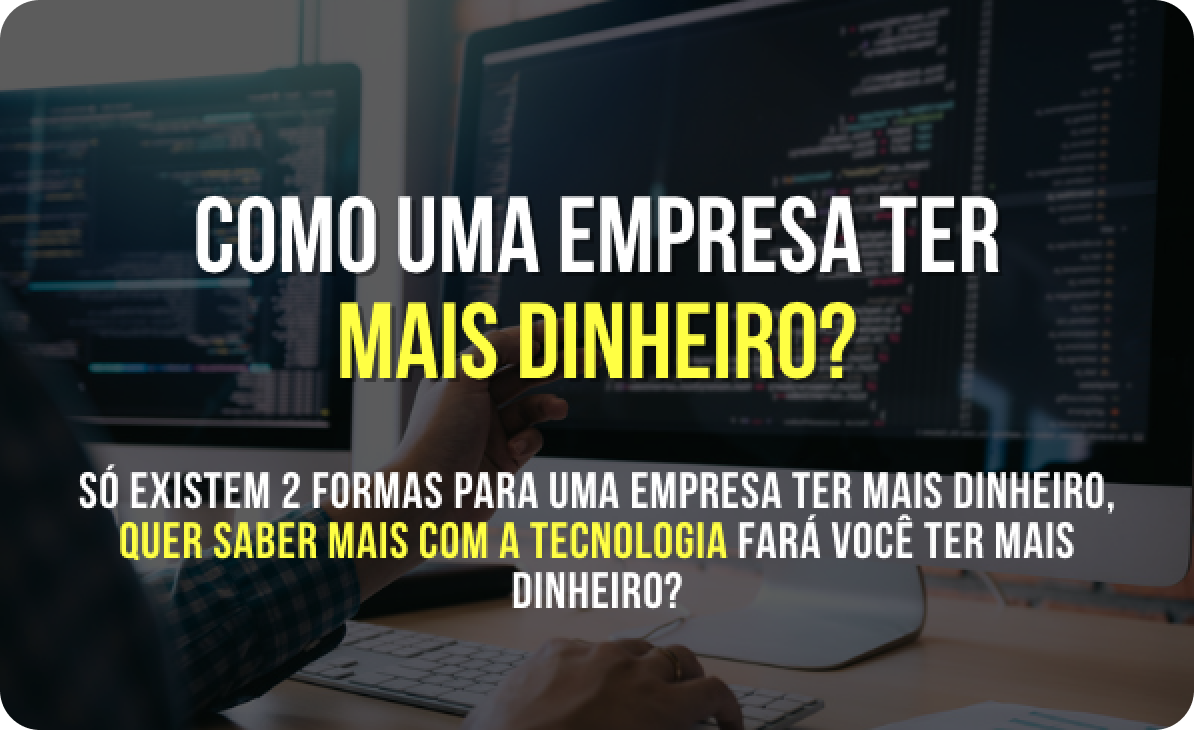 COMO UMA EMPRESA TER
MAIS DINHEIRO?
SÓ EXISTEM 2 FORMAS PARA UMA EMPRESA TER MAIS DINHEIRO,
QUER SABER MAIS COM A TECNOLOGIA FARÁ VOCÊ TER MAIS
DINHEIRO?